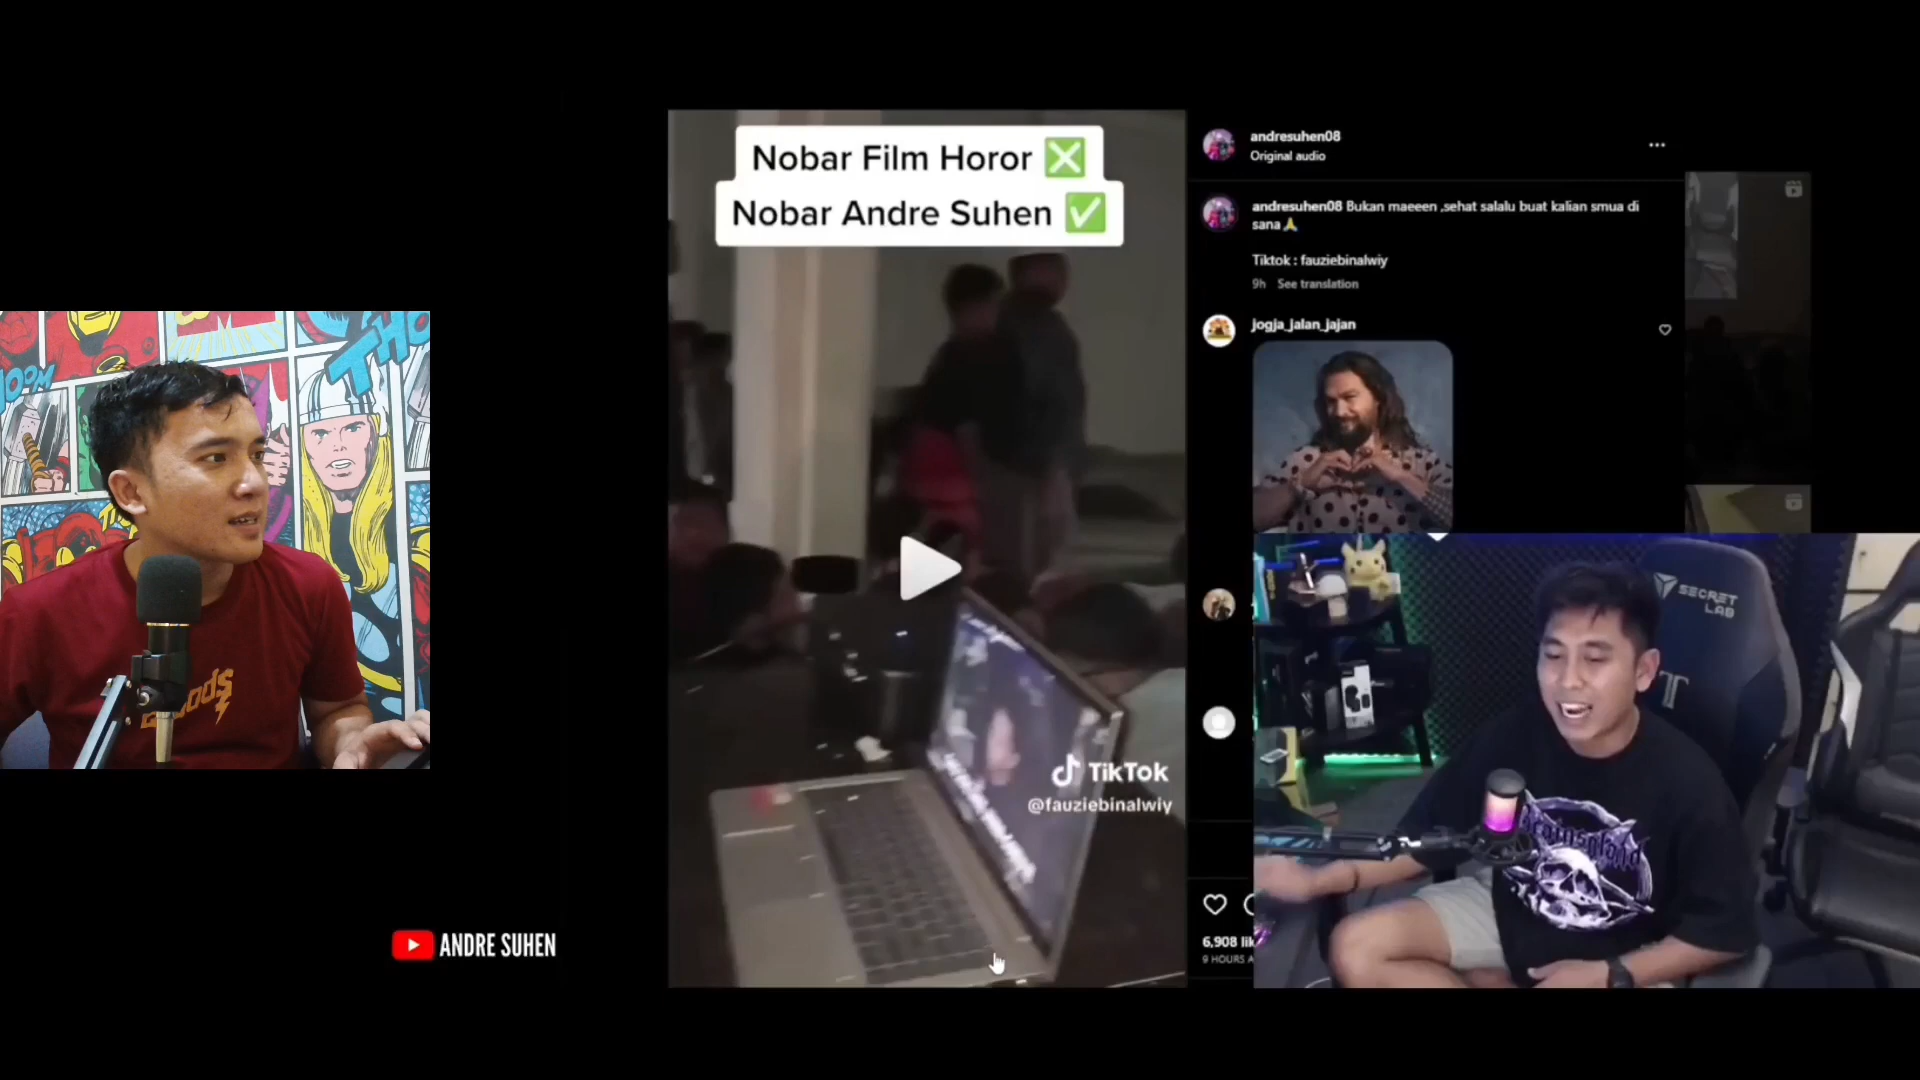 Nobar Film Horor ❎
Nobar Andre Suhen ✅
andresuhen08
Original audio
andresuhen08 Bukan maeeen ,sehat salalu buat kalian smua di
sana🙏
Tiktok : fauziebinalwiy
9h See translation
jogja_jalan_jajan
THO
SECRET
LAB
TikTok
@fauziebinalwiy
6,908 lik
9 HOURS A
ANDRE SUHEN